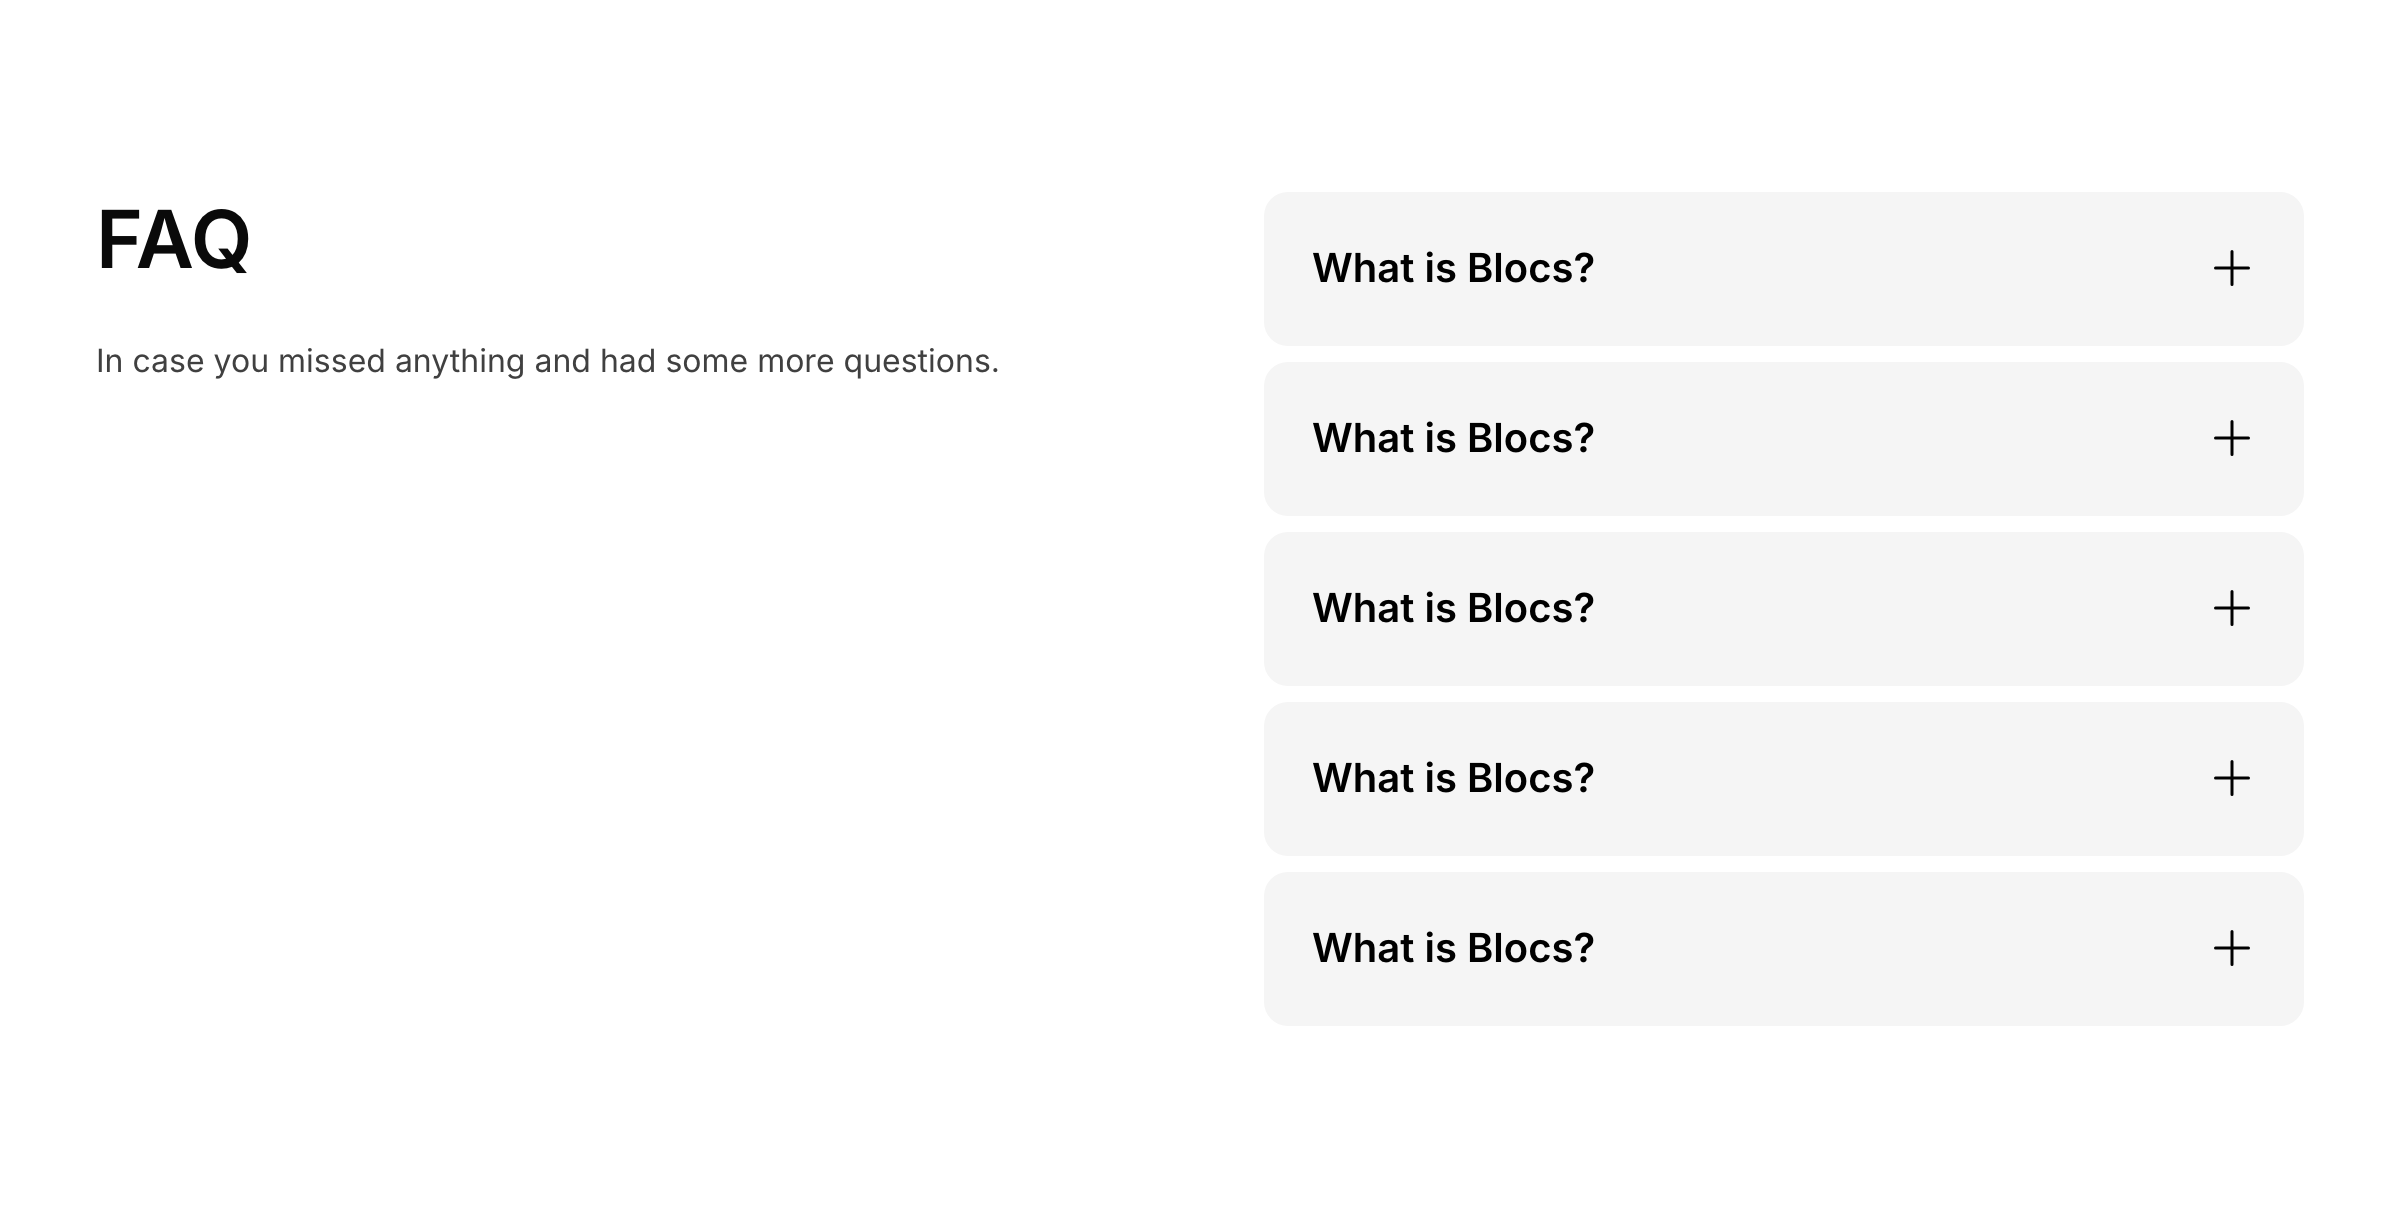 FAQ
In case you missed anything and had some more questions.
What is Blocs?
What is Blocs?
What is Blocs?
What is Blocs?
What is Blocs?